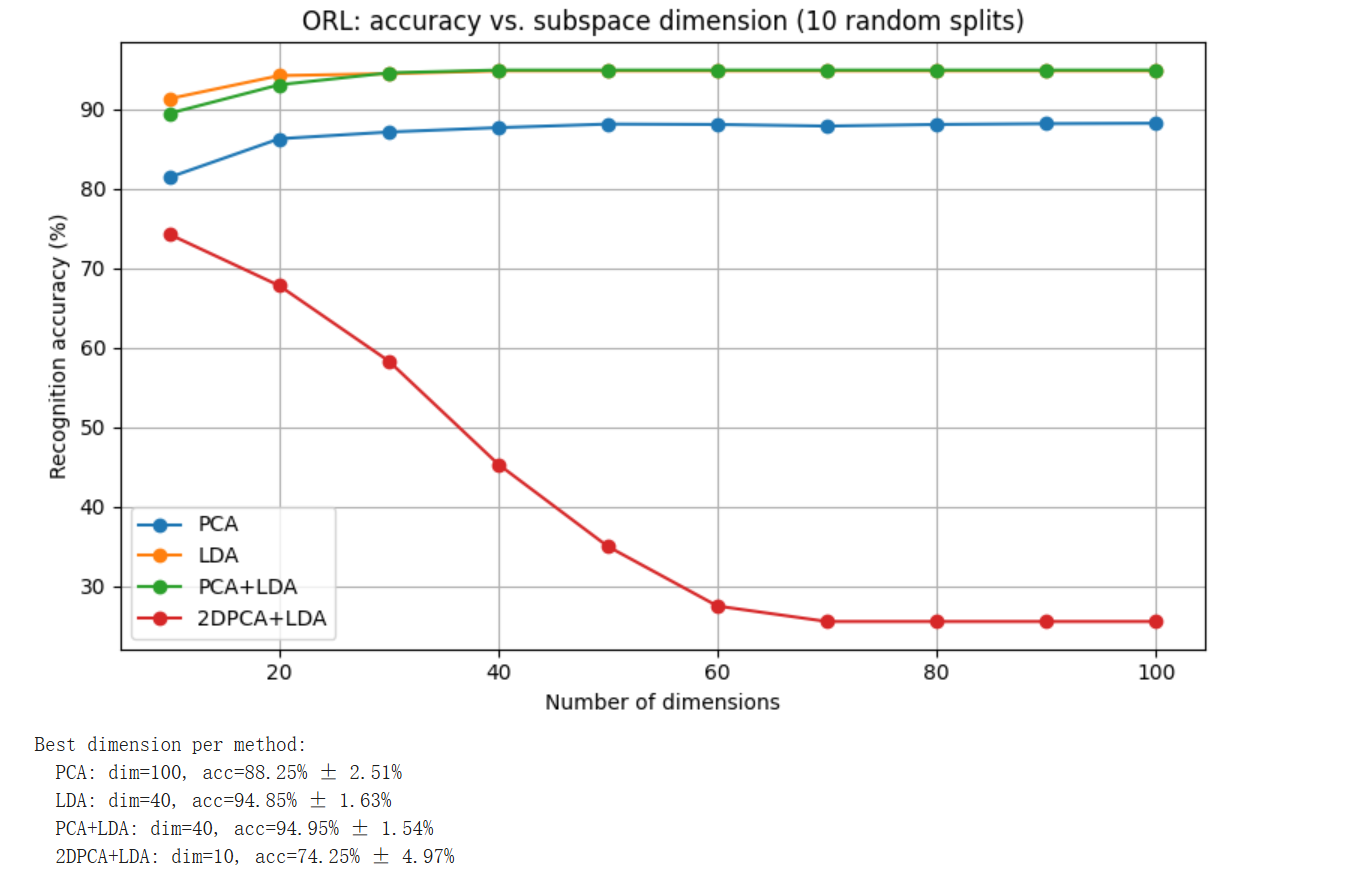 ORL: accuracy vs. subspace dimension (10 random splits)
90
80
70
60
50
40
30
Recognition accuracy (%)
PCA
LDA
PCA+LDA
2DPCA+LDA
20 40 60 80 100
Number of dimensions
Best dimension per method:
PCA: dim=100, acc=88.25% ± 2.51%
LDA: dim=40, acc=94.85% ± 1.63%
PCA+LDA: dim=40, acc=94.95% ± 1.54%
2DPCA+LDA: dim=10, acc=74.25% ± 4.97%